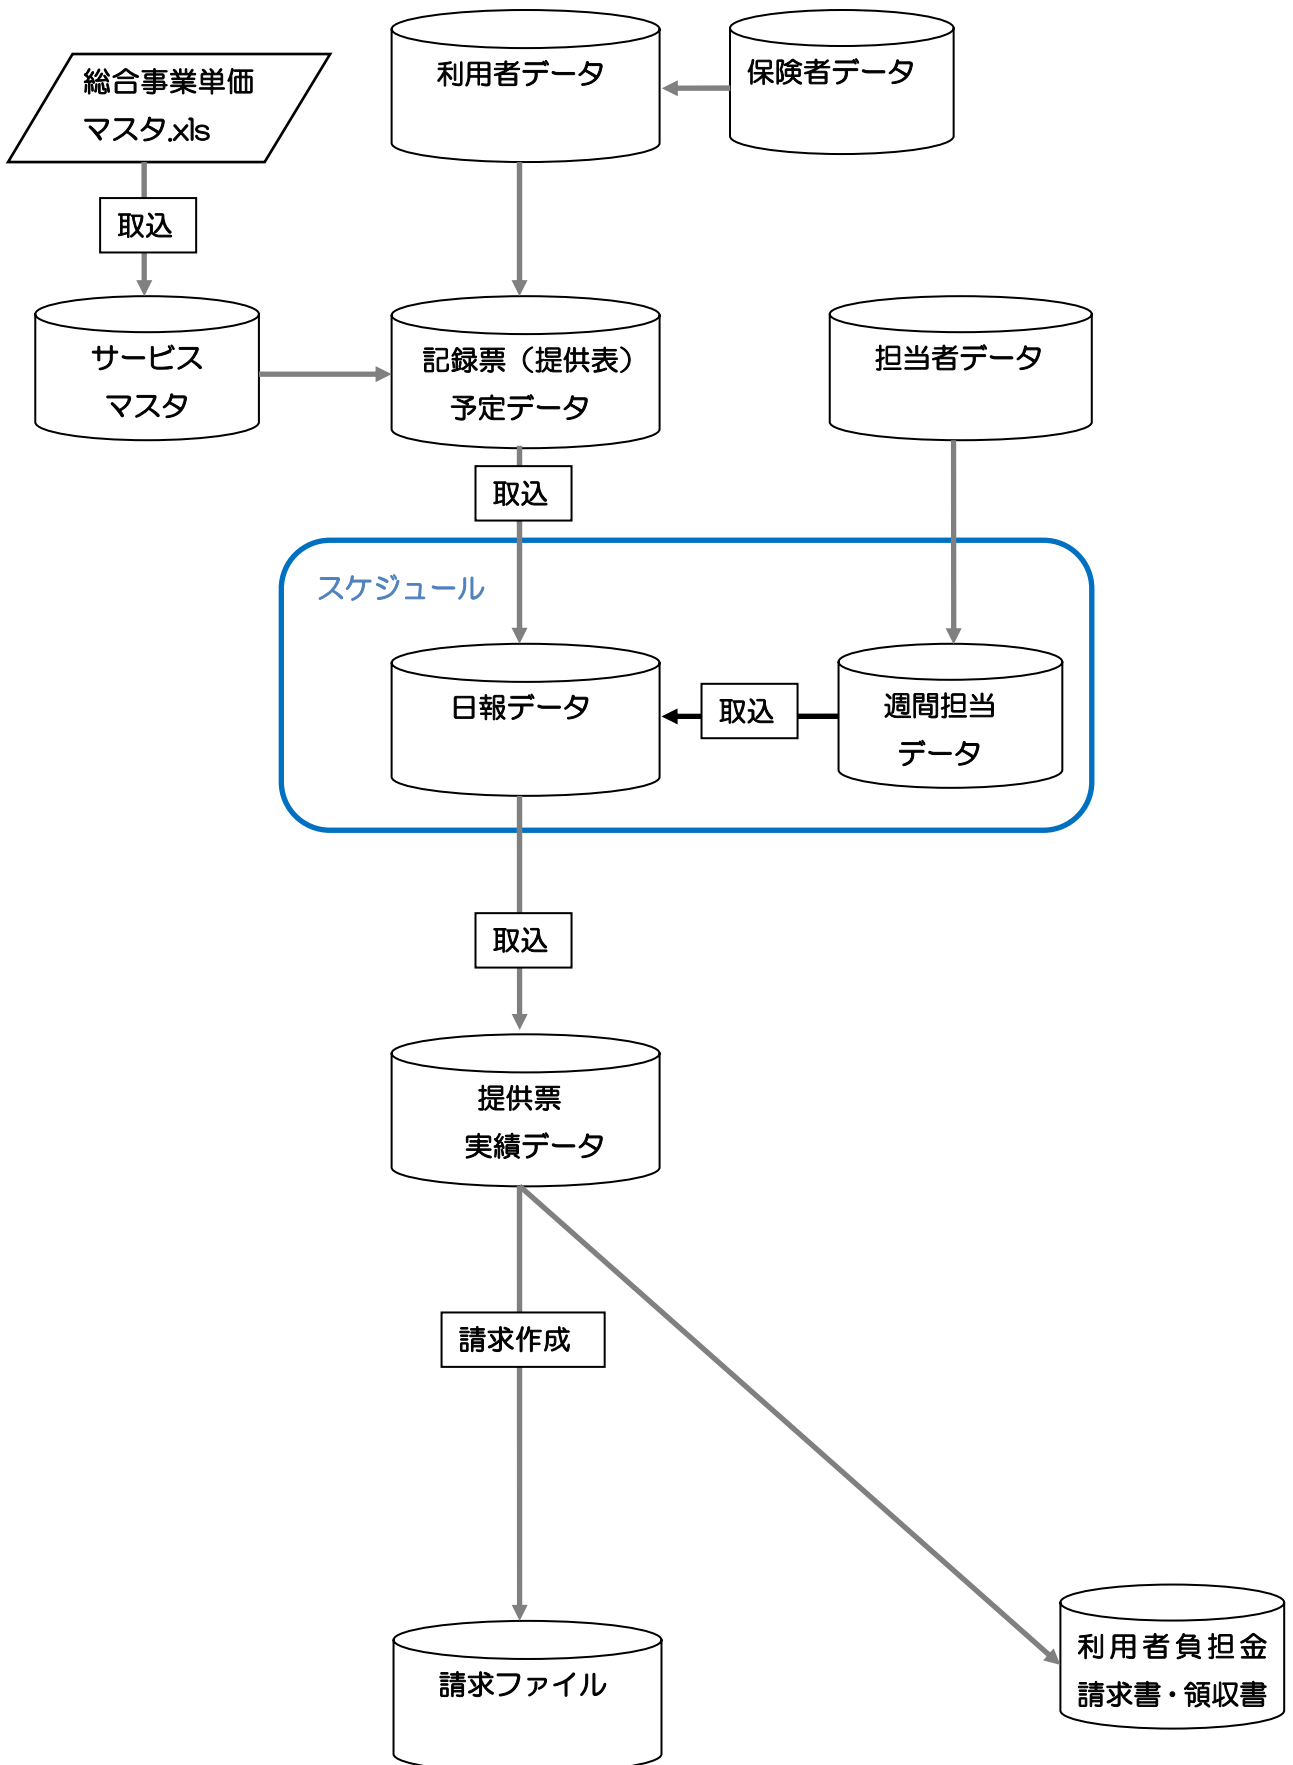 利用者データ
保険者データ
総合事業単価
マスタ.xls
取込
サービス
マスタ
記録票（提供表）
予定データ
担当者データ
取込
スケジュール
日報データ
取込
週間担当
データ
取込
提供票
実績データ
請求作成
利用者負担金
請求書・領収書
請求ファイル